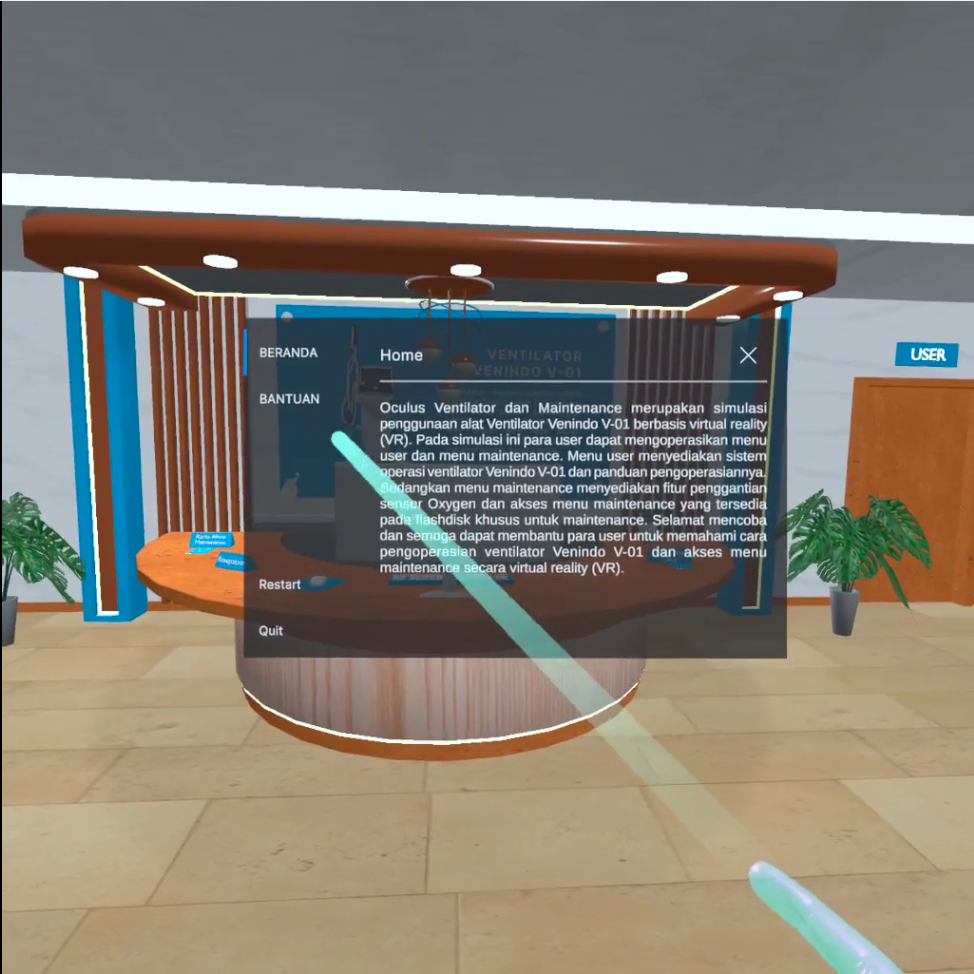 BERANDA
BANTUAN
Restart
Quit
Home
Oculus Ventilator dan Maintenance merupakan simulasi
penggunaan alat Ventilator Venindo V-01 berbasis virtual reality
(VR). Pada simulasi ini para user dapat mengoperasikan menu
user dan menu maintenance. Menu user menyediakan sistem
operasi ventilator Venindo V-01 dan panduan pengoperasiannya.
Sedangkan menu maintenance menyediakan fitur penggantian
sensor Oxygen dan akses menu maintenance yang tersedia
pada flashdisk khusus untuk maintenance. Selamat mencoba
dan semoga dapat membantu para user untuk memahami cara
pengoperasian ventilator Venindo V-01 dan akses menu
maintenance secara virtual reality (VR).
VENTILATOR
VENINDO V-01
USER